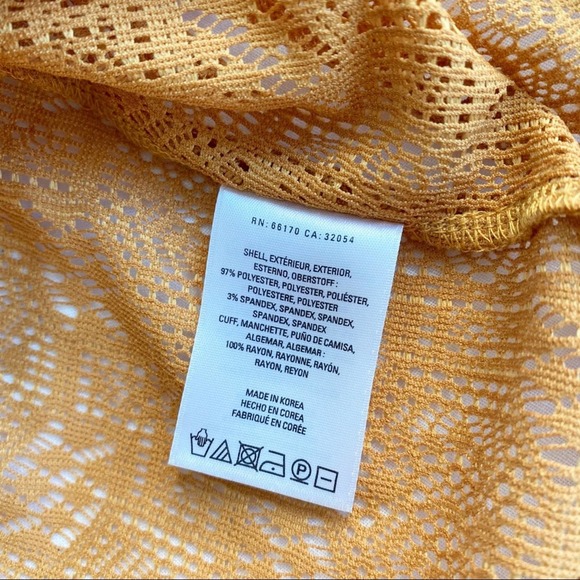 RN: 66170 CA: 32054
SHELL, EXTÉRIEUR, EXTERIOR,
ESTERNO, OBERSTOFF :
97% POLYESTER, POLYESTER, POLIÉSTER,
POLYESTERE, POLYESTER
3% SPANDEX, SPANDEX, SPANDEX,
SPANDEX, SPANDEX
CUFF, MANCHETTE, PUÑO DE CAMISA,
ALGEMAR, ALGEMAR :
100% RAYON, RAYONNE, RAYÓN,
RAYON, REYON
MADE IN KOREA
HECHO EN COREA
FABRIQUÉ EN CORÉE
P